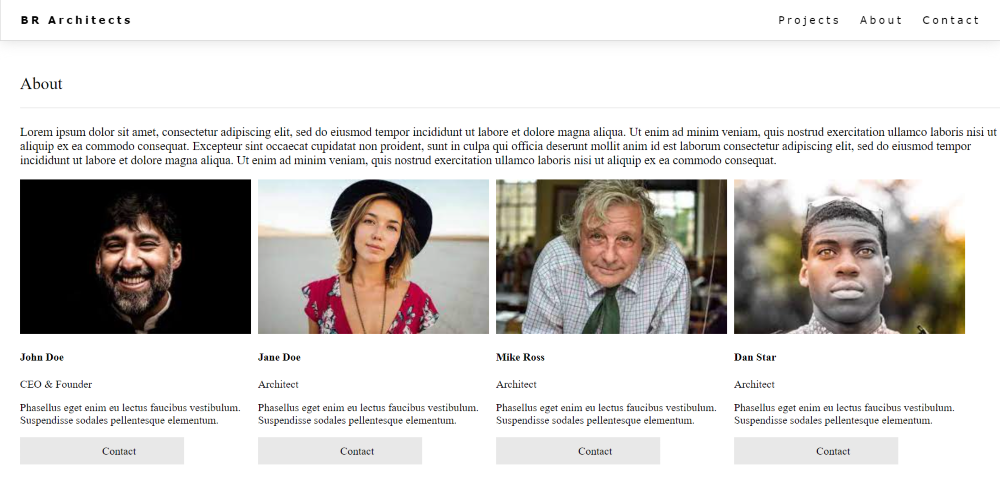 BR Architects
Projects About Contact
About
Lorem ipsum dolor sit amet, consectetur adipiscing elit, sed do eiusmod tempor incididunt ut labore et dolore magna aliqua. Ut enim ad minim veniam, quis nostrud exercitation ullamco laboris nisi ut
aliquip ex ea commodo consequat. Excepteur sint occaecat cupidatat non proident, sunt in culpa qui officia deserunt mollit anim id est laborum consectetur adipiscing elit, sed do eiusmod tempor
incididunt ut labore et dolore magna aliqua. Ut enim ad minim veniam, quis nostrud exercitation ullamco laboris nisi ut aliquip ex ea commodo consequat.
John Doe
CEO & Founder
Phasellus eget enim eu lectus faucibus vestibulum.
Suspendisse sodales pellentesque elementum.
Contact
Jane Doe
Architect
Phasellus eget enim eu lectus faucibus vestibulum.
Suspendisse sodales pellentesque elementum.
Contact
Mike Ross
Architect
Phasellus eget enim eu lectus faucibus vestibulum.
Suspendisse sodales pellentesque elementum.
Contact
Dan Star
Architect
Phasellus eget enim eu lectus faucibus vestibulum.
Suspendisse sodales pellentesque elementum.
Contact